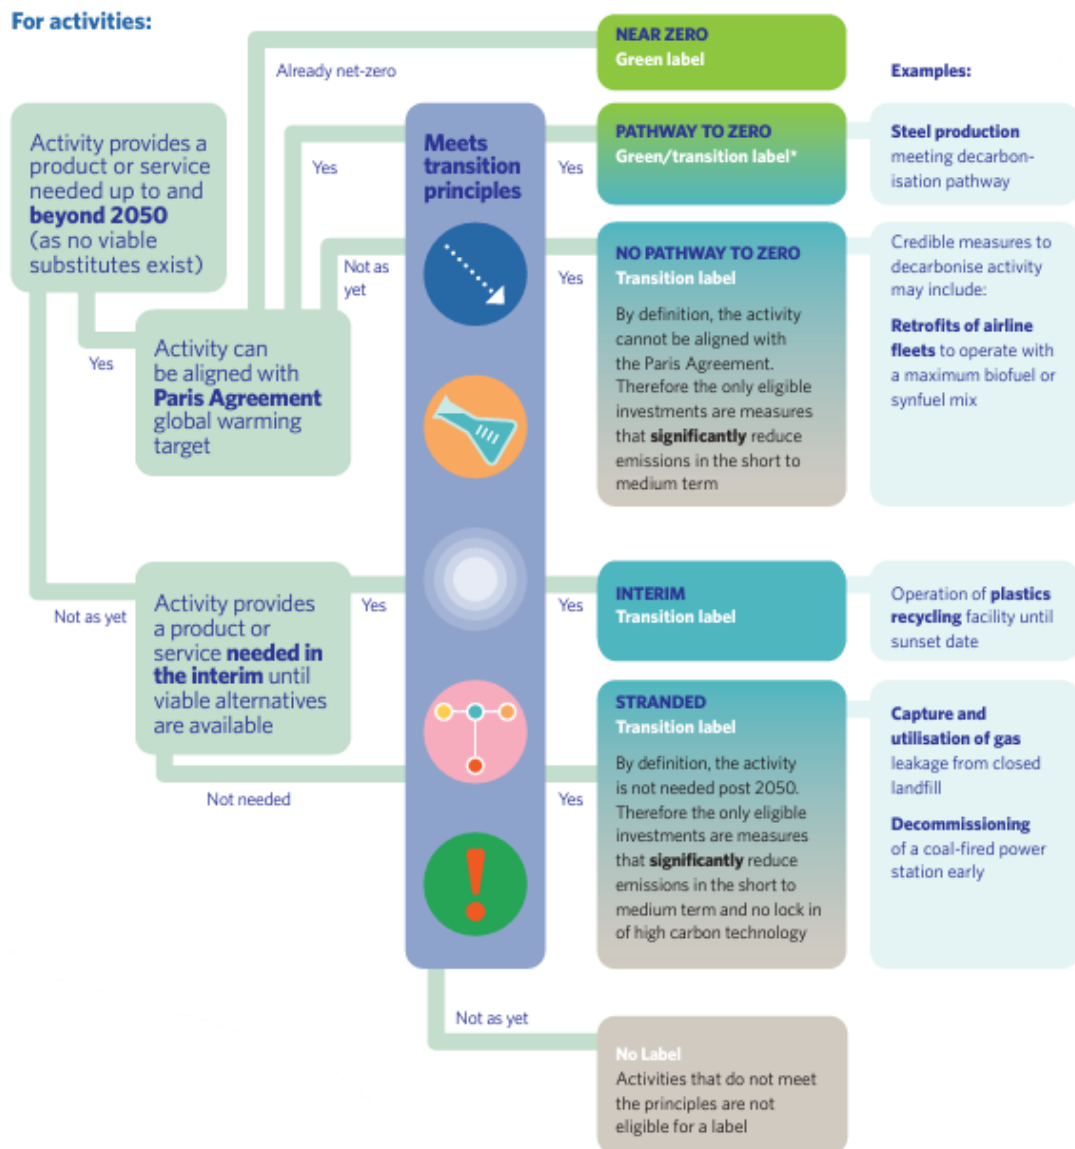 For activities:
Activity provides a
product or service
needed up to and
beyond 2050
(as no viable
substitutes exist)
Yes
Not as yet
Activity can
be aligned with
Paris Agreement
global warming
target
Already net-zero
Yes
Not as
yet
Activity provides
a product or
service needed in
the interim until
viable alternatives
are available
Yes
Not needed
Meets
transition
principles
Yes
Yes
Yes
Yes
Not as yet
NEAR ZERO
Green label
PATHWAY TO ZERO
Green/transition label*
NO PATHWAY TO ZERO
Transition label
By definition, the activity
cannot be aligned with
the Paris Agreement.
Therefore the only eligible
investments are measures
that significantly reduce
emissions in the short to
medium term
INTERIM
Transition label
STRANDED
Transition label
By definition, the activity
is not needed post 2050.
Therefore the only eligible
investments are measures
that significantly reduce
emissions in the short to
medium term and no lock in
of high carbon technology
No Label
Activities that do not meet
the principles are not
eligible for a label
Examples:
Steel production
meeting decarbon-
isation pathway
Credible measures to
decarbonise activity
may include:
Retrofits of airline
fleets to operate with
a maximum biofuel or
synfuel mix
Operation of plastics
recycling facility until
sunset date
Capture and
utilisation of gas
leakage from closed
landfill
Decommissioning
of a coal-fired power
station early